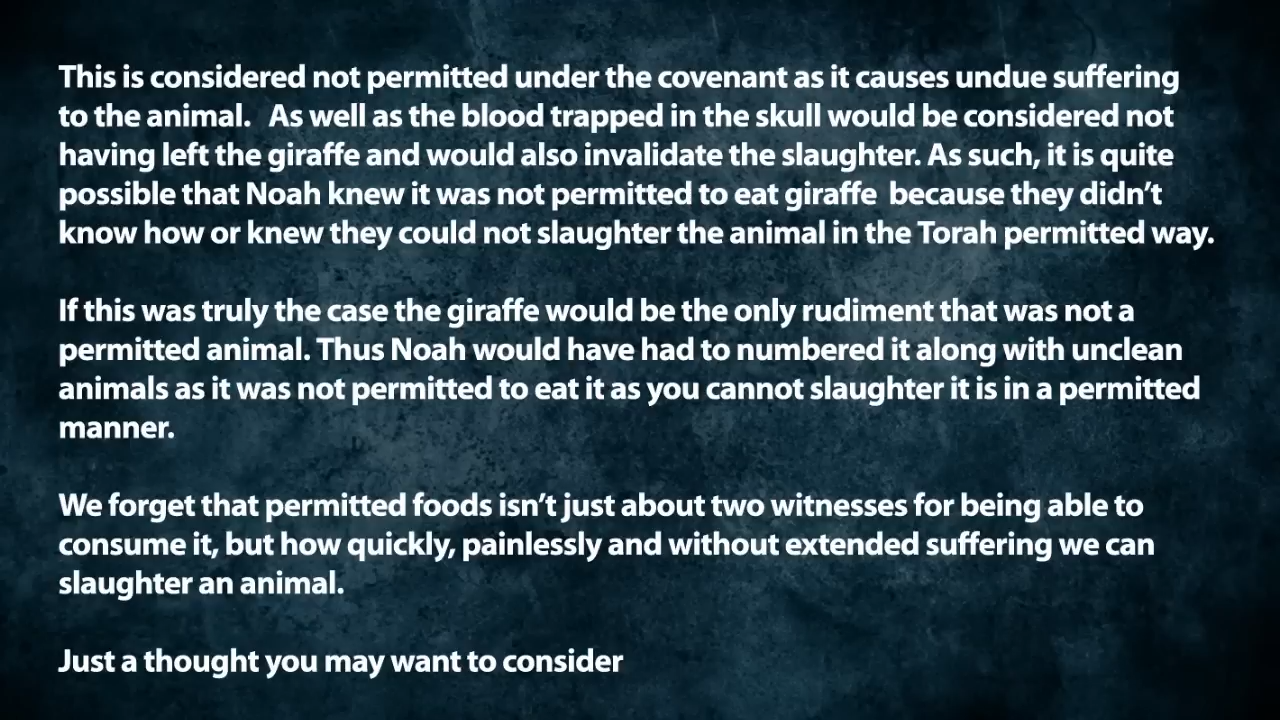 This is considered not permitted under the covenant as it causes undue suffering
to the animal.   As well as the blood trapped in the skull would be considered not
having left the giraffe and would also invalidate the slaughter. As such, it is quite
possible that Noah knew it was not permitted to eat giraffe  because they didn’t
know how or knew they could not slaughter the animal in the Torah permitted way.

If this was truly the case the giraffe would be the only rudiment that was not a
permitted animal. Thus Noah would have had to numbered it along with unclean
animals as it was not permitted to eat it as you cannot slaughter it is in a permitted
manner.

We forget that permitted foods isn’t just about two witnesses for being able to
consume it, but how quickly, painlessly and without extended suffering we can
slaughter an animal.

Just a thought you may want to consider